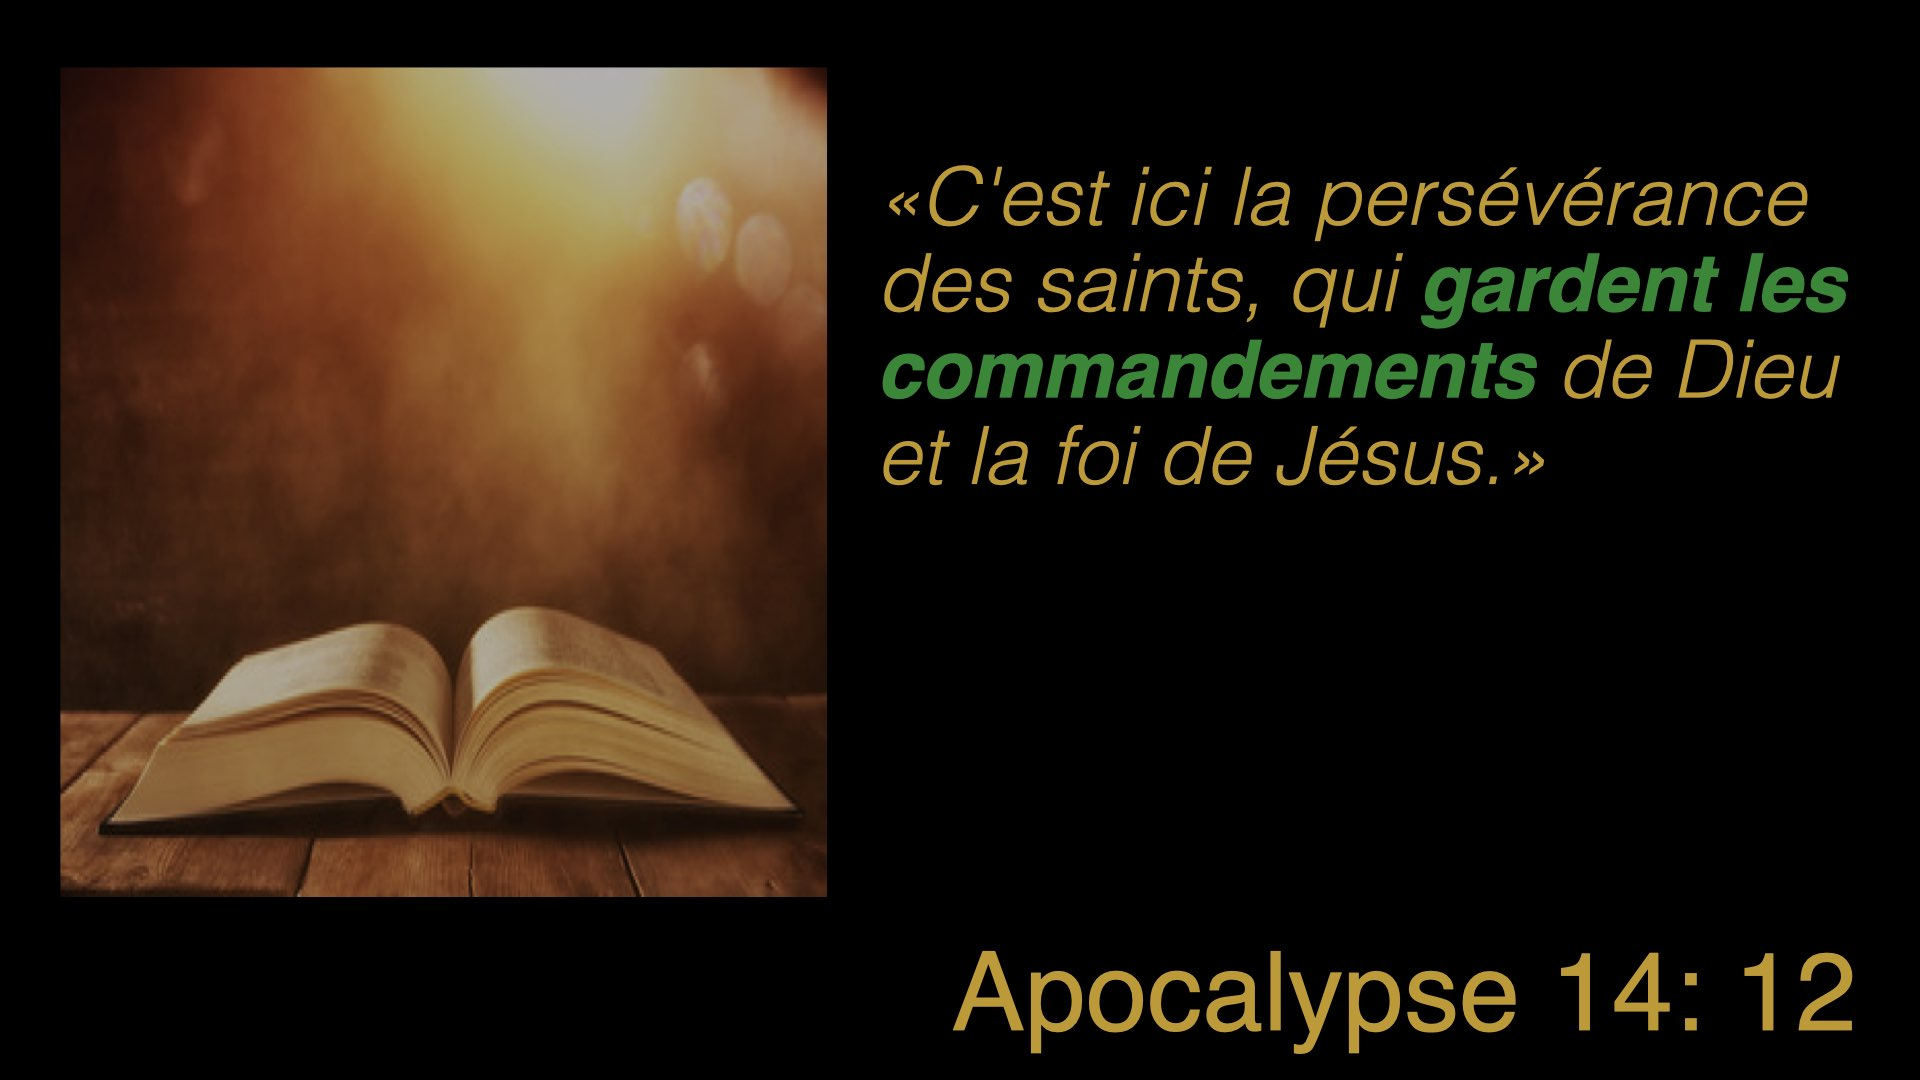 «C'est ici la persévérance
des saints, qui gardent les
commandements de Dieu
et la foi de Jésus.»
Apocalypse 14: 12